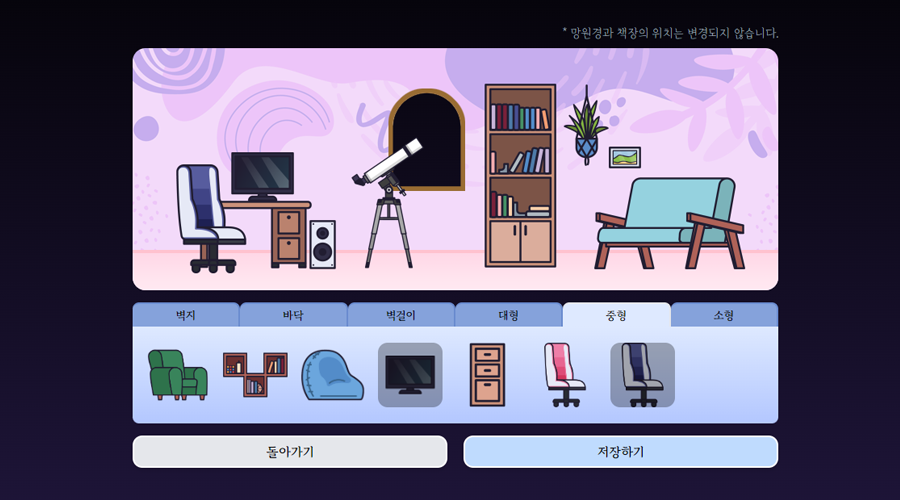 * 망원경과 책장의 위치는 변경되지 않습니다.
벽지 바닥 벽걸이 대형 중형 소형
돌아가기 저장하기